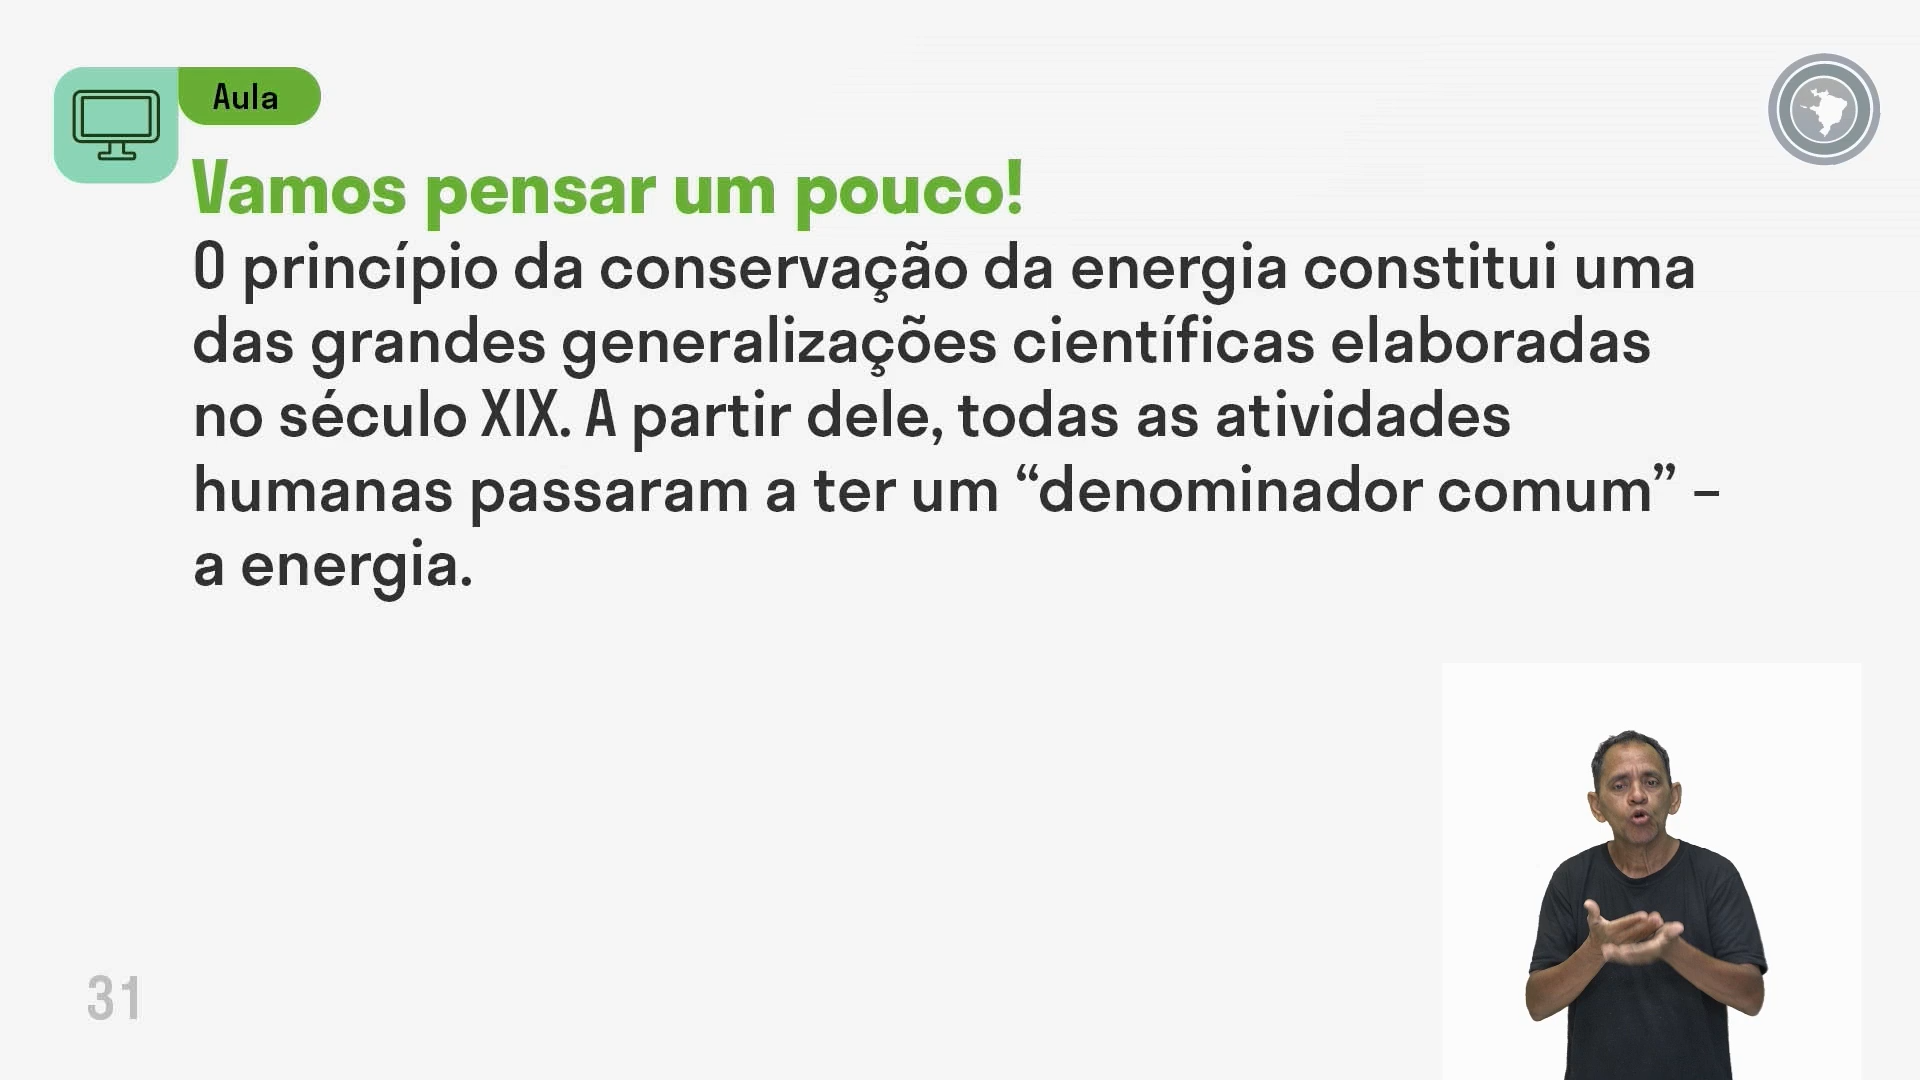 Aula
Vamos pensar um pouco!
O princípio da conservação da energia constitui uma
das grandes generalizações científicas elaboradas
no século XIX. A partir dele, todas as atividades
humanas passaram a ter um “denominador comum” –
a energia.
31